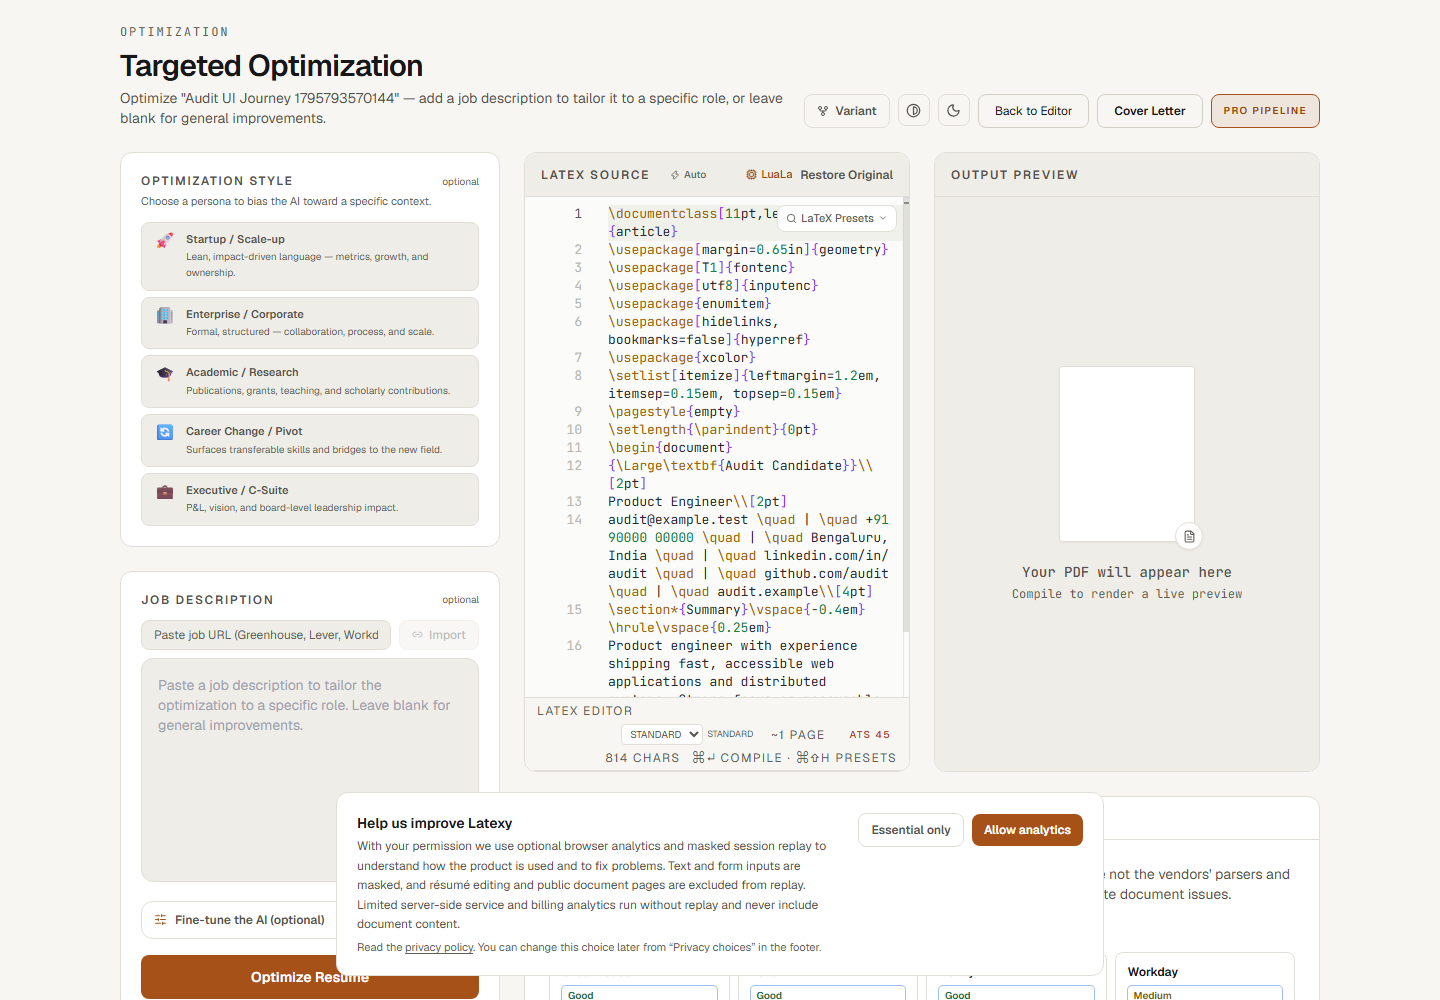 OPTIMIZATION
Targeted Optimization
Optimize "Audit UI Journey 1795793570144" — add a job description to tailor it to a specific role, or leave
blank for general improvements.
Variant
Back to Editor
Cover Letter
PRO PIPELINE
OPTIMIZATION STYLE
optional
Choose a persona to bias the AI toward a specific context.
Startup / Scale-up
Lean, impact-driven language — metrics, growth, and
ownership.
Enterprise / Corporate
Formal, structured — collaboration, process, and scale.
Academic / Research
Publications, grants, teaching, and scholarly contributions.
Career Change / Pivot
Surfaces transferable skills and bridges to the new field.
Executive / C-Suite
P&L, vision, and board-level leadership impact.
JOB DESCRIPTION
optional
Paste job URL (Greenhouse, Lever, Workd
Import
Paste a job description to tailor the
optimization to a specific role. Leave blank for
general improvements.
Fine-tune the AI (optional)
Optimize Resume
LATEX SOURCE
Auto
LuaLa
Restore Original
LaTeX Presets
1 \documentclass[11pt,le
{article}
2 \usepackage[margin=0.65in]{geometry}
3 \usepackage[T1]{fontenc}
4 \usepackage[utf8]{inputenc}
5 \usepackage{enumitem}
6 \usepackage[hidelinks,
bookmarks=false]{hyperref}
7 \usepackage{xcolor}
8 \setlist[itemize]{leftmargin=1.2em,
itemsep=0.15em, topsep=0.15em}
9 \pagestyle{empty}
10 \setlength{\parindent}{0pt}
11 \begin{document}
12 {\Large\textbf{Audit Candidate}}\\
[2pt]
13 Product Engineer\\[2pt]
14 audit@example.test \quad | \quad +91
90000 00000 \quad | \quad Bengaluru,
India \quad | \quad linkedin.com/in/
audit \quad | \quad github.com/audit
\quad | \quad audit.example\\[4pt]
15 \section*{Summary}\vspace{-0.4em}
\hrule\vspace{0.25em}
16 Product engineer with experience
shipping fast, accessible web
applications and distributed
LATEX EDITOR
STANDARD
STANDARD
~1 PAGE
ATS 45
814 CHARS
⌘↵ COMPILE · ⌘⇧H PRESETS
OUTPUT PREVIEW
Your PDF will appear here
Compile to render a live preview
Help us improve Latexy
With your permission we use optional browser analytics and masked session replay to
understand how the product is used and to fix problems. Text and form inputs are
masked, and résumé editing and public document pages are excluded from replay.
Limited server-side service and billing analytics run without replay and never include
document content.
Read the privacy policy. You can change this choice later from “Privacy choices” in the footer.
Essential only
Allow analytics
not the vendors' parsers and
te document issues.
Workday
Good
Good
Good
Medium